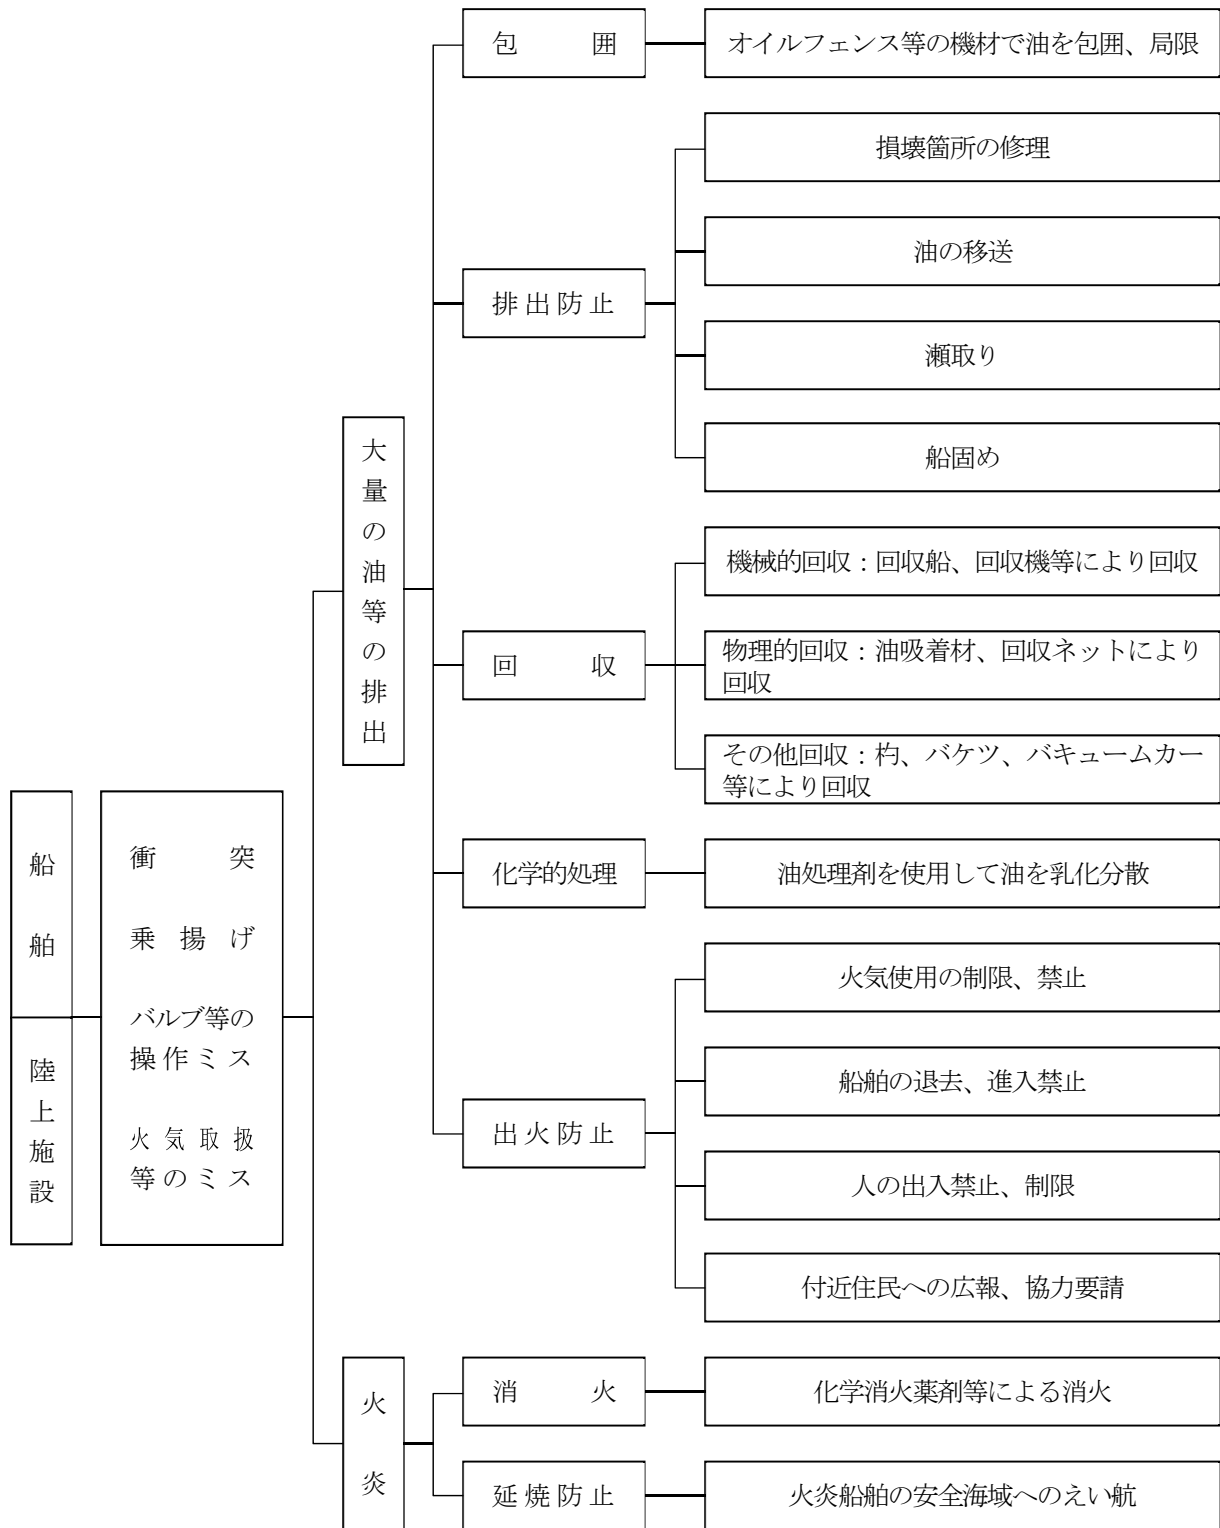 船舶
陸上施設
衝突
乗揚げ
バルブ等の
操作ミス
火気取扱
等のミス
大量の油等の排出
包囲
オイルフェンス等の機材で油を包囲、局限
排出防止
損壊箇所の修理
油の移送
瀬取り
船固め
回収
機械的回収：回収船、回収機等により回収
物理的回収：油吸着材、回収ネットにより
回収
その他回収：杓、バケツ、バキュームカー
等により回収
化学的処理
油処理剤を使用して油を乳化分散
出火防止
火気使用の制限、禁止
船舶の退去、進入禁止
人の出入禁止、制限
付近住民への広報、協力要請
火炎
消火
化学消火薬剤等による消火
延焼防止
火炎船舶の安全海域へのえい航